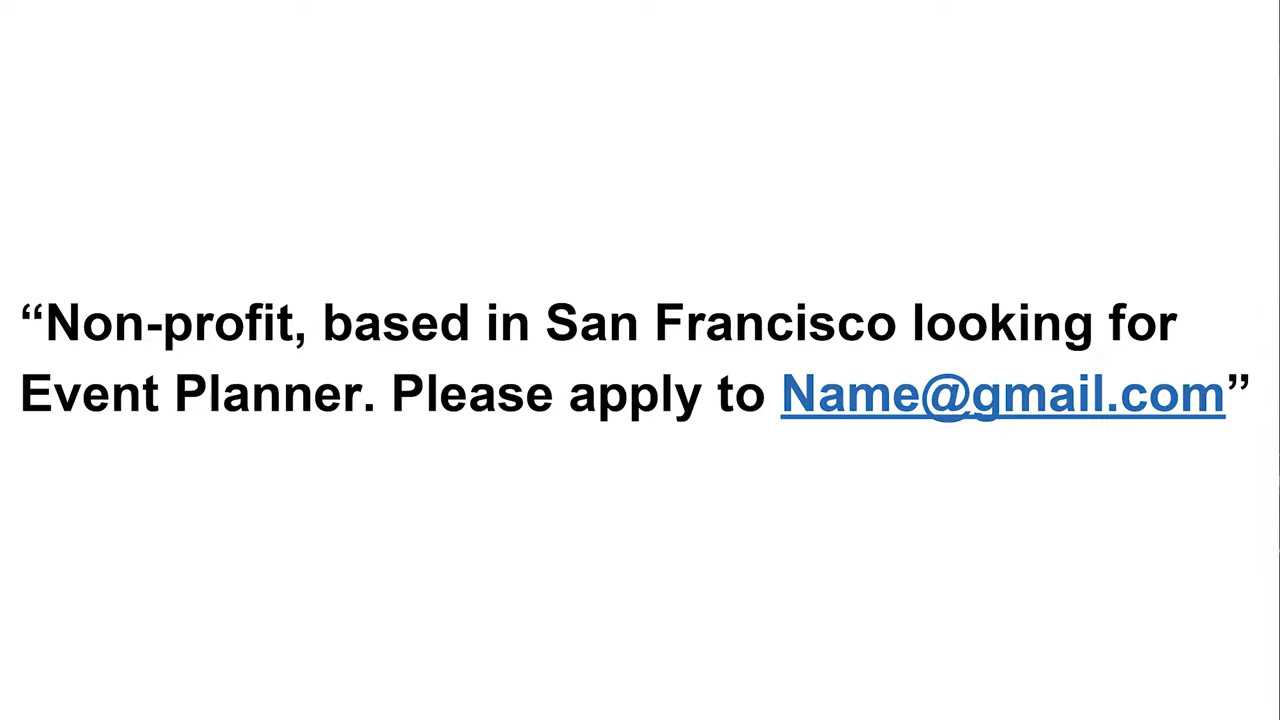 “Non-profit, based in San Francisco looking for
Event Planner. Please apply to Name@gmail.com”